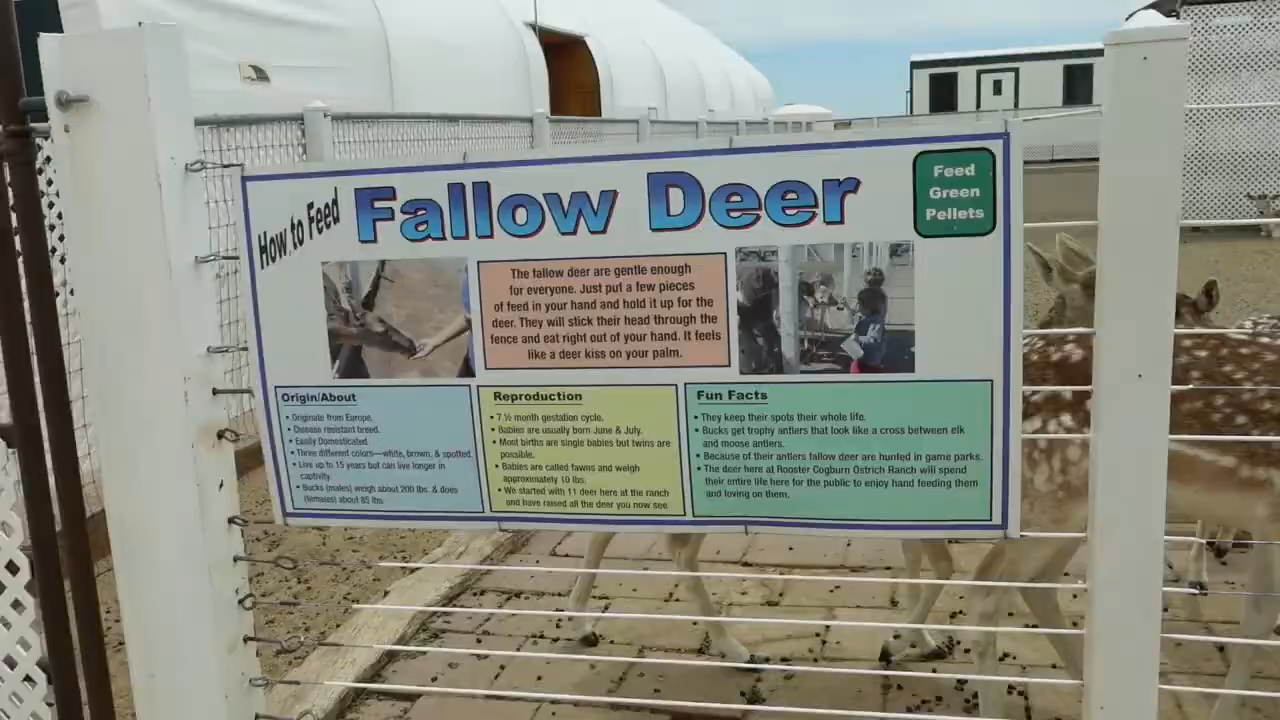 How to Feed
Fallow Deer
Feed
Green
Pellets
The fallow deer are gentle enough
for everyone. Just put a few pieces
of feed in your hand and hold it up for the
deer. They will stick their head through the
fence and eat right out of your hand. It feels
like a deer kiss on your palm.
Origin/About
• Originate from Europe.
• Disease resistant breed.
• Easily Domesticated.
• Three different colors—white, brown, & spotted.
• Live up to 15 years but can live longer in
captivity.
• Bucks (males) weigh about 200 lbs. & does
(females) about 85 lbs.
Reproduction
• 7 ½ month gestation cycle.
• Babies are usually born June & July.
• Most births are single babies but twins are
possible.
• Babies are called fawns and weigh
approximately 10 lbs.
• We started with 11 deer here at the ranch
and have raised all the deer you now see.
Fun Facts
• They keep their spots their whole life.
• Bucks get trophy antlers that look like a cross between elk
and moose antlers.
• Because of their antlers fallow deer are hunted in game parks.
• The deer here at Rooster Cogburn Ostrich Ranch will spend
their entire life here for the public to enjoy hand feeding them
and loving on them.